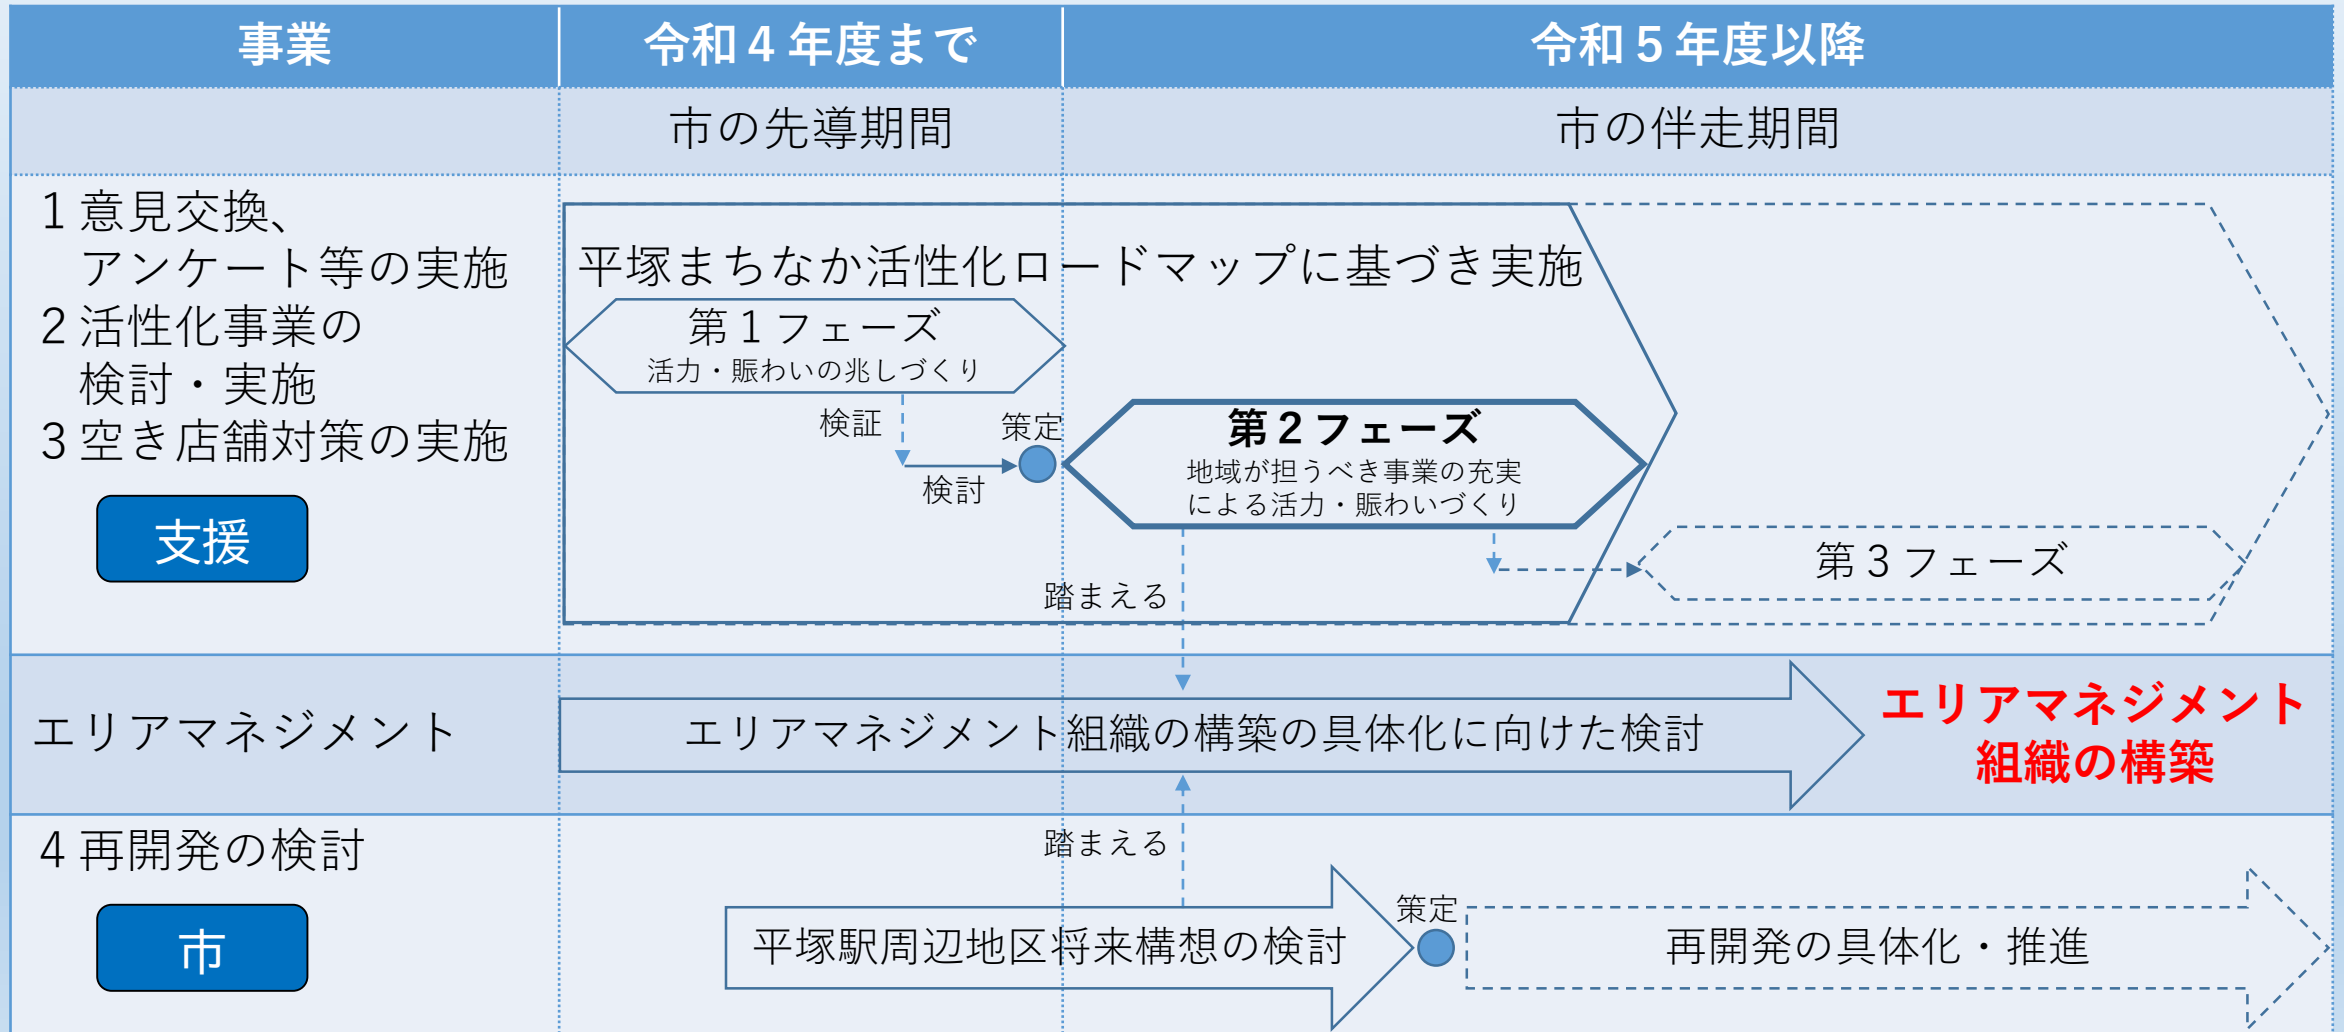 事業
令和４年度まで
令和５年度以降
市の先導期間
市の伴走期間
１意見交換、
アンケート等の実施
２活性化事業の
検討・実施
３空き店舗対策の実施
支援
平塚まちなか活性化ロードマップに基づき実施
第１フェーズ
活力・賑わいの兆しづくり
検証
検討
策定
第２フェーズ
地域が担うべき事業の充実
による活力・賑わいづくり
第３フェーズ
踏まえる
エリアマネジメント
エリアマネジメント組織の構築の具体化に向けた検討
エリアマネジメント
組織の構築
４再開発の検討
市
踏まえる
平塚駅周辺地区将来構想の検討
策定
再開発の具体化・推進